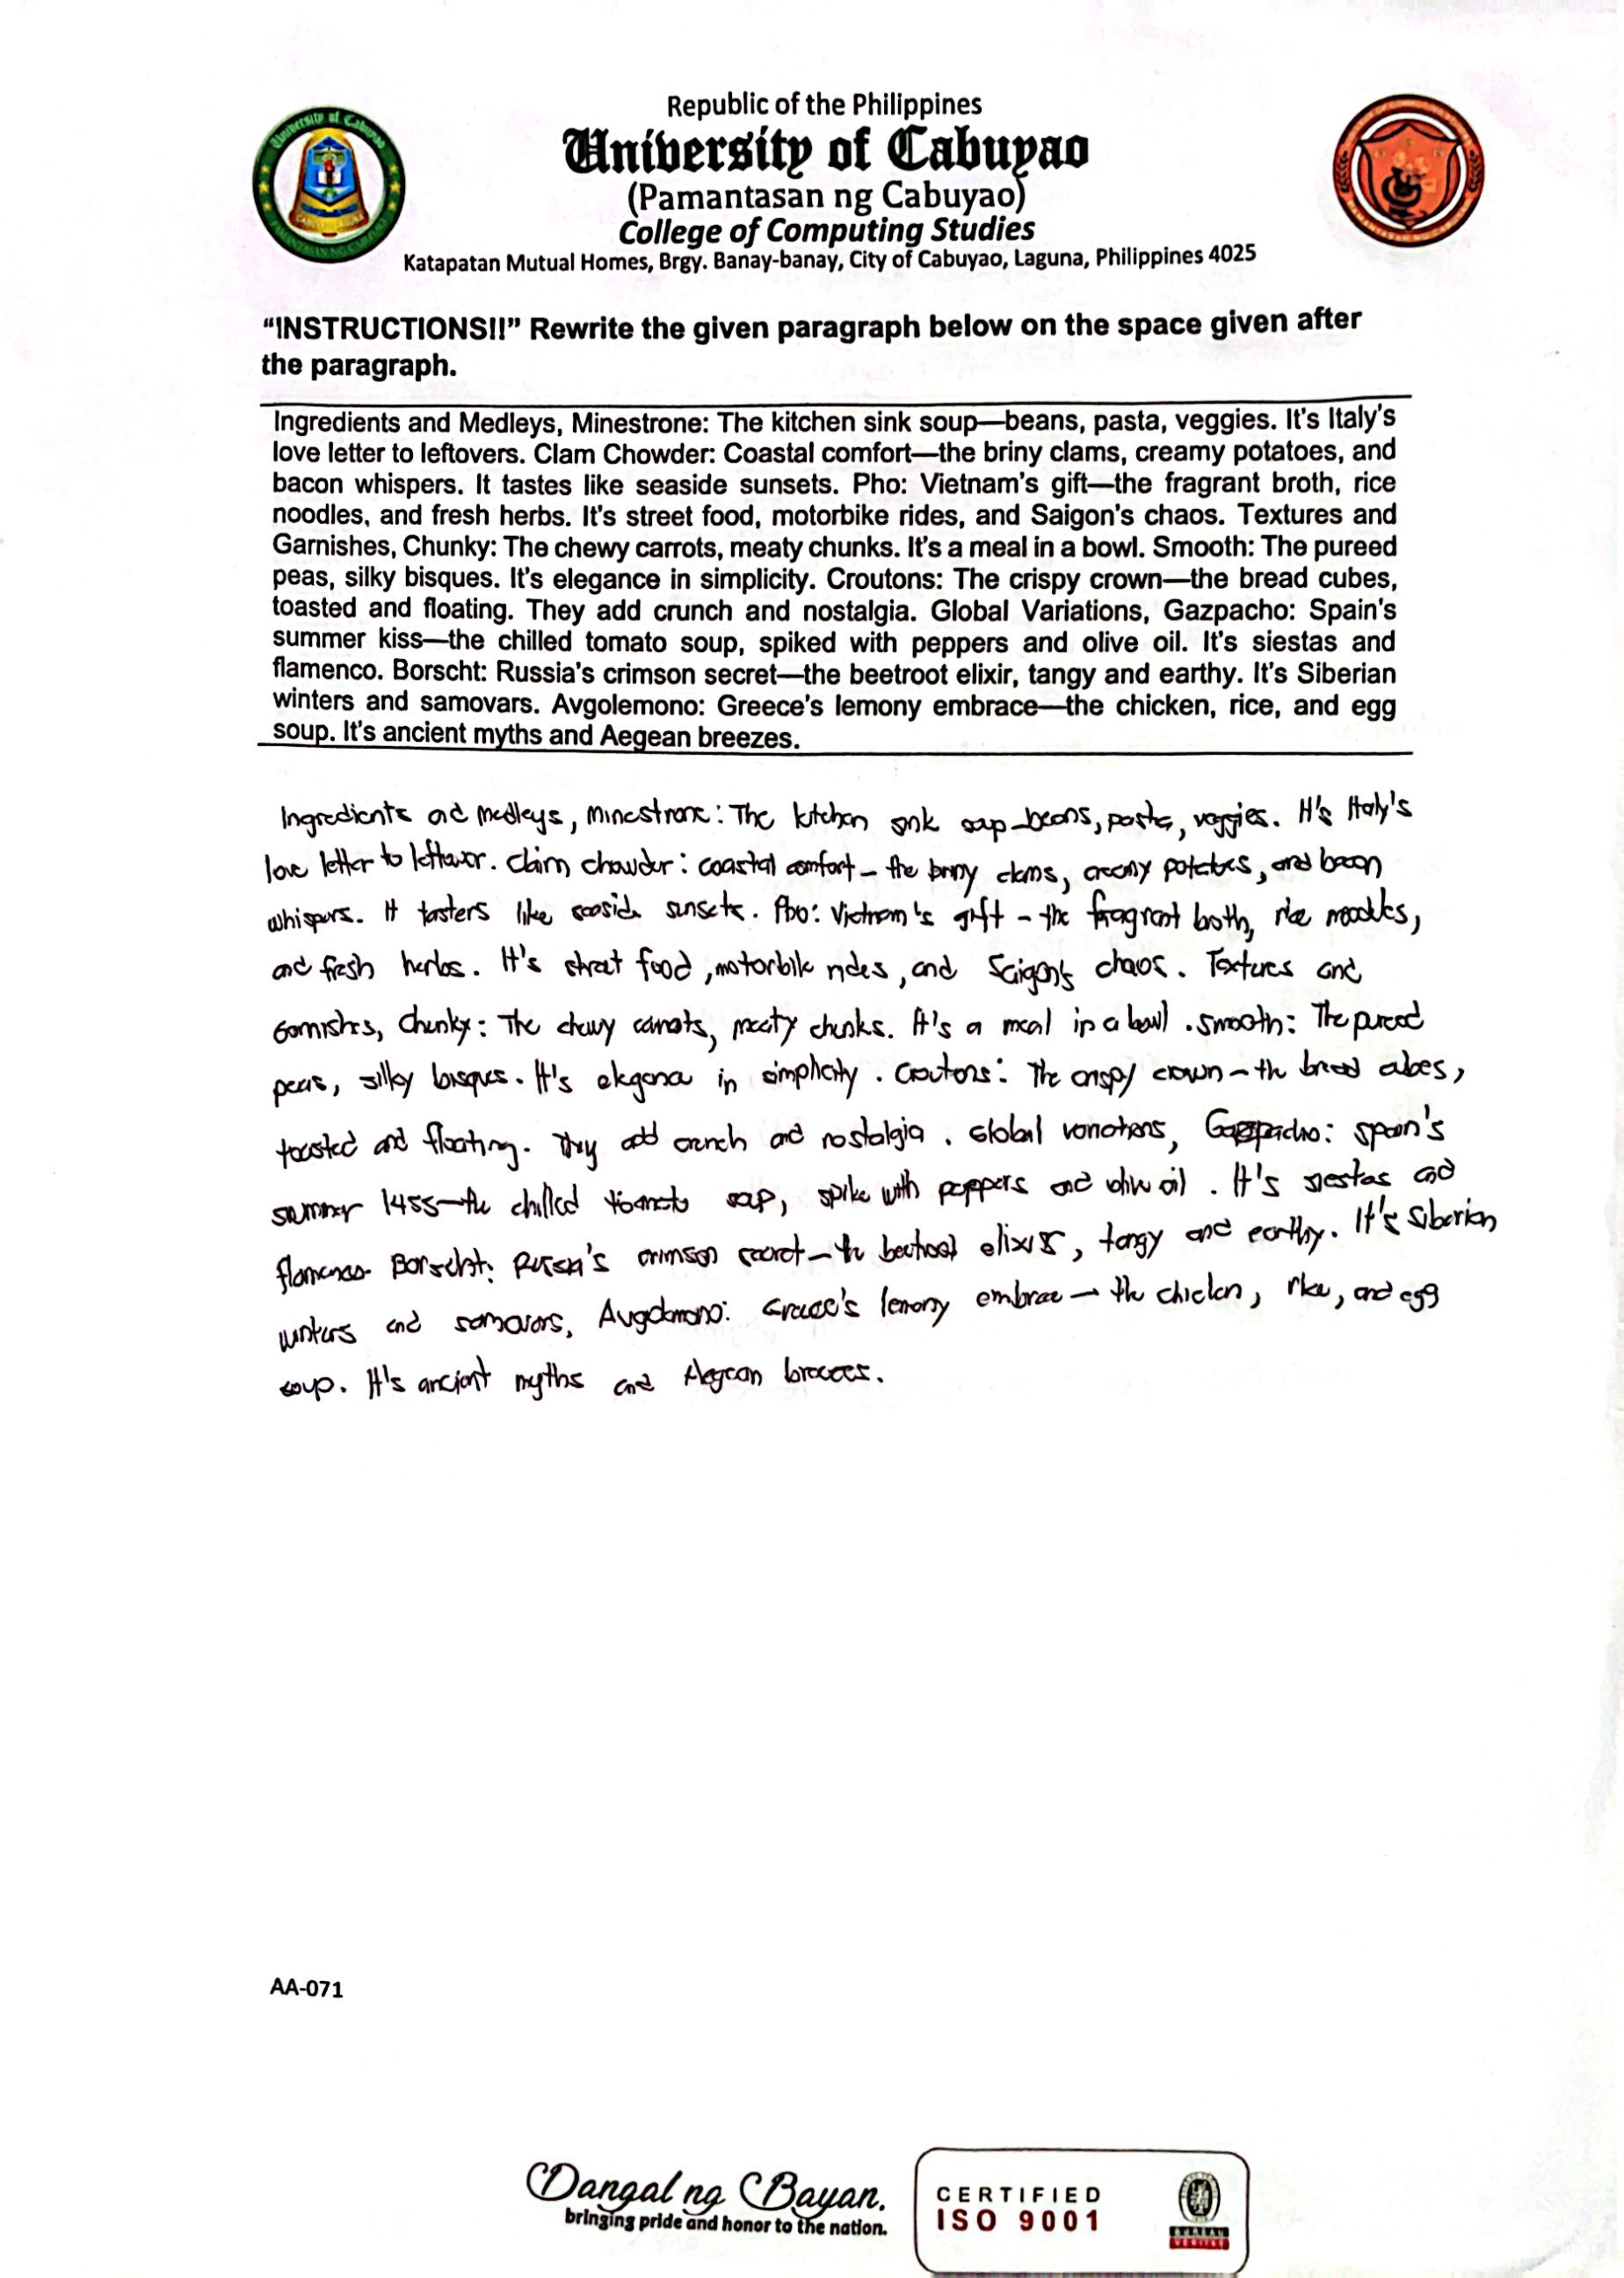 Republic of the Philippines
University of Cabuyao
(Pamantasan ng Cabuyao)
College of Computing Studies
Katapatan Mutual Homes, Brgy. Banay-banay, City of Cabuyao, Laguna, Philippines 4025
University of Cabuyao
PAMANTASAN NG CABUYAO
“INSTRUCTIONS!!” Rewrite the given paragraph below on the space given after
the paragraph.
Ingredients and Medleys, Minestrone: The kitchen sink soup—beans, pasta, veggies. It’s Italy’s
love letter to leftovers. Clam Chowder: Coastal comfort—the briny clams, creamy potatoes, and
bacon whispers. It tastes like seaside sunsets. Pho: Vietnam’s gift—the fragrant broth, rice
noodles, and fresh herbs. It’s street food, motorbike rides, and Saigon’s chaos. Textures and
Garnishes, Chunky: The chewy carrots, meaty chunks. It’s a meal in a bowl. Smooth: The pureed
peas, silky bisques. It’s elegance in simplicity. Croutons: The crispy crown—the bread cubes,
toasted and floating. They add crunch and nostalgia. Global Variations, Gazpacho: Spain’s
summer kiss—the chilled tomato soup, spiked with peppers and olive oil. It’s siestas and
flamenco. Borscht: Russia’s crimson secret—the beetroot elixir, tangy and earthy. It’s Siberian
winters and samovars. Avgolemono: Greece’s lemony embrace—the chicken, rice, and egg
soup. It’s ancient myths and Aegean breezes.
Ingredients and Medleys, Minestrone: The kitchen sink soup-beans, pasta, veggies. It's Italy's
love letter to leftover. Claim chowder: coastal comfort - the briny clams, creamy potatoes, and bacon
whispers. It tasters like seaside sunsets. Pho: Vietnam's gift - the fragrant broth, rice noodles,
and fresh herbs. It's street food, motorbike rides, and Saigon's chaos. Textures and
Garnishes, Chunky: The chewy carrots, meaty chunks. It's a meal in a bowl. smooth: The pureed
peas, silky bisques. It's elegance in simplicity. Croutons: The crispy crown - the bread cubes,
toasted and floating. They add crunch and nostalgia. Global variations, Gazpacho: spain's
summer kiss-the chilled tomato soup, spike with peppers and olive oil. It's siestas and
flamenco. Borscht: Russia's crimson secret - the beetroot elixir, tangy and earthy. It's Siberian
winters and samovars, Avgolemono: Greece's lemony embrace - the chicken, rice, and egg
soup. It's ancient myths and Aegean breezes.
AA-071
Dangal ng Bayan.
bringing pride and honor to the nation.
CERTIFIED
ISO 9001
BUREAU
VERITAS